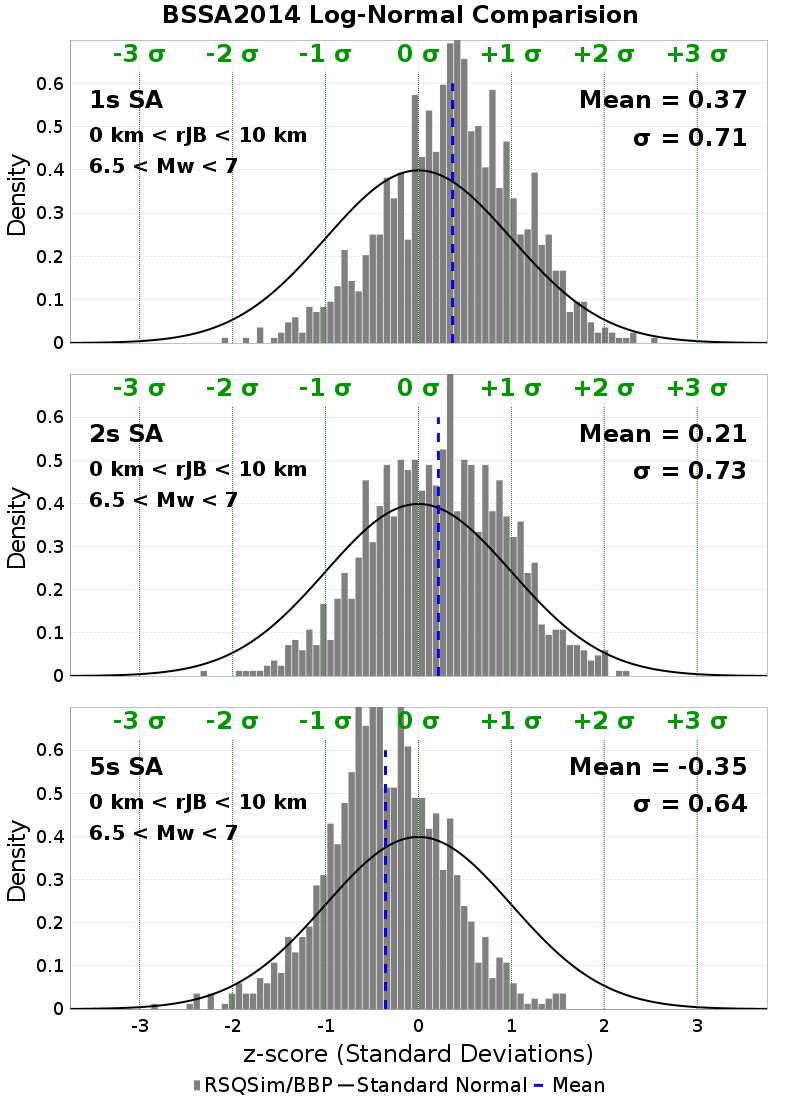 BSSA2014 Log-Normal Comparision
-3 σ -2 σ -1 σ 0 σ +1 σ +2 σ +3 σ
1s SA
Mean = 0.37
0 km < rJB < 10 km
σ = 0.71
6.5 < Mw < 7
0.6
0.5
0.4
0.3
0.2
0.1
0
Density
-3 σ -2 σ -1 σ 0 σ +1 σ +2 σ +3 σ
2s SA
Mean = 0.21
0 km < rJB < 10 km
σ = 0.73
6.5 < Mw < 7
0.6
0.5
0.4
0.3
0.2
0.1
0
Density
-3 σ -2 σ -1 σ 0 σ +1 σ +2 σ +3 σ
5s SA
Mean = -0.35
0 km < rJB < 10 km
σ = 0.64
6.5 < Mw < 7
0.6
0.5
0.4
0.3
0.2
0.1
0
Density
-3 -2 -1 0 1 2 3
z-score (Standard Deviations)
RSQSim/BBP Standard Normal Mean